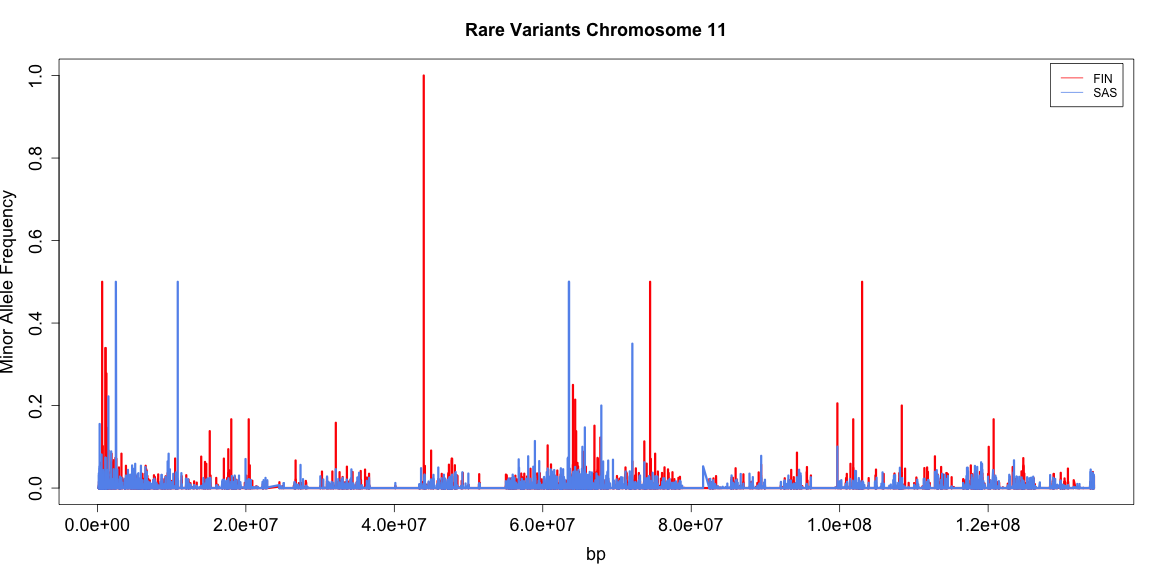 Rare Variants Chromosome 11
FIN
SAS
Minor Allele Frequency
1.0
0.8
0.6
0.4
0.2
0.0
0.0e+00 2.0e+07 4.0e+07 6.0e+07 8.0e+07 1.0e+08 1.2e+08
bp